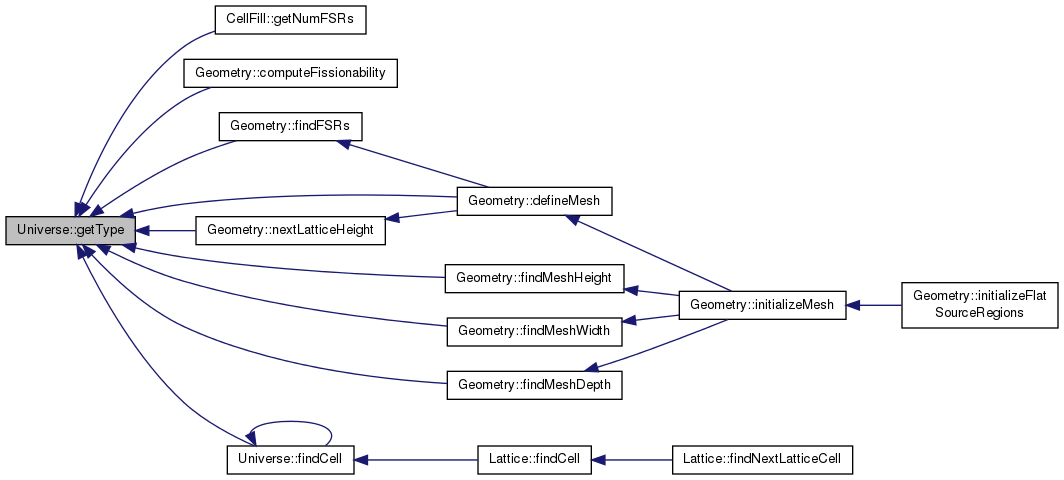 CellFill::getNumFSRs
Geometry::computeFissionability
Geometry::findFSRs
Geometry::defineMesh
Universe::getType
Geometry::nextLatticeHeight
Geometry::findMeshHeight
Geometry::initializeMesh
Geometry::initializeFlat
SourceRegions
Geometry::findMeshWidth
Geometry::findMeshDepth
Universe::findCell
Lattice::findCell
Lattice::findNextLatticeCell